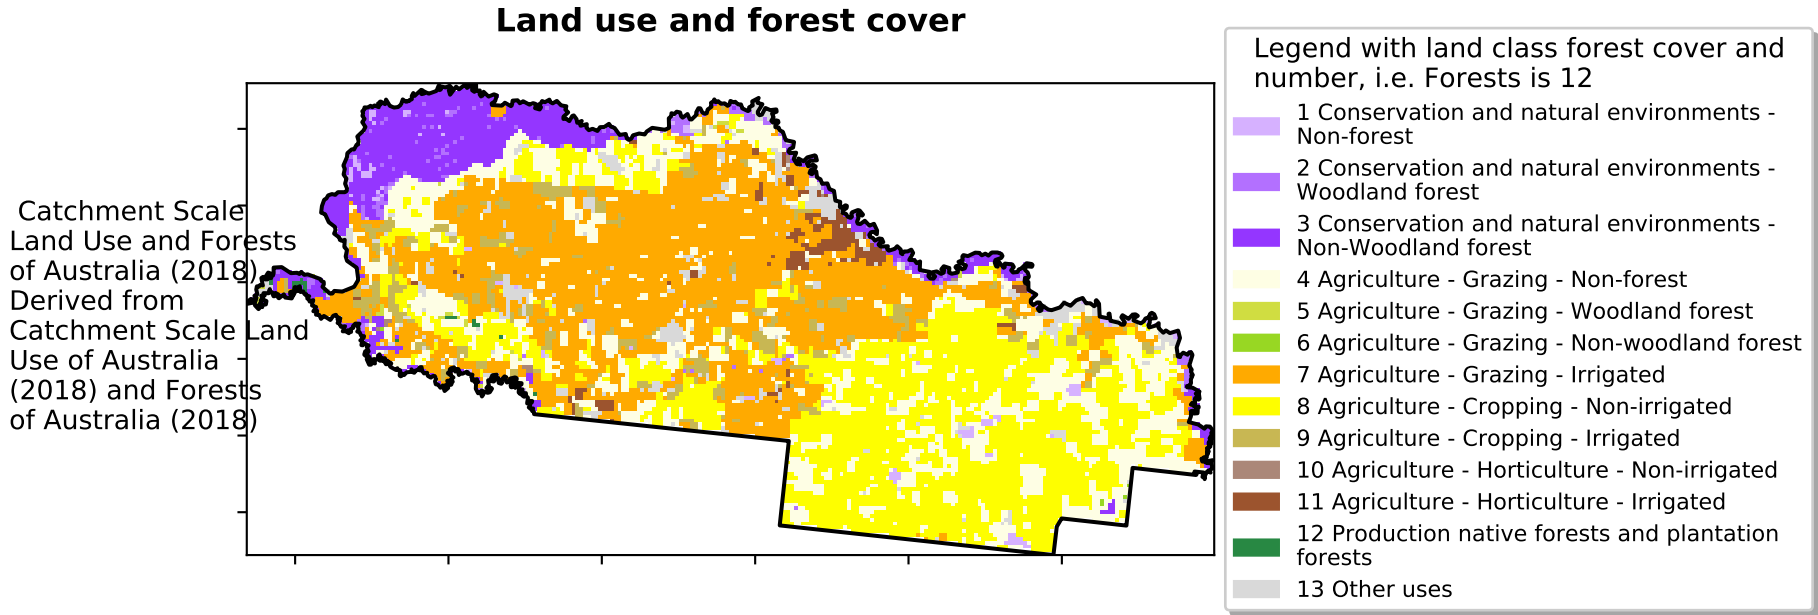 Land use and forest cover
Catchment Scale
Land Use and Forests
of Australia (2018)
Derived from
Catchment Scale Land
Use of Australia
(2018) and Forests
of Australia (2018)
Legend with land class forest cover and
number, i.e. Forests is 12
1 Conservation and natural environments -
Non-forest
2 Conservation and natural environments -
Woodland forest
3 Conservation and natural environments -
Non-Woodland forest
4 Agriculture - Grazing - Non-forest
5 Agriculture - Grazing - Woodland forest
6 Agriculture - Grazing - Non-woodland forest
7 Agriculture - Grazing - Irrigated
8 Agriculture - Cropping - Non-irrigated
9 Agriculture - Cropping - Irrigated
10 Agriculture - Horticulture - Non-irrigated
11 Agriculture - Horticulture - Irrigated
12 Production native forests and plantation
forests
13 Other uses